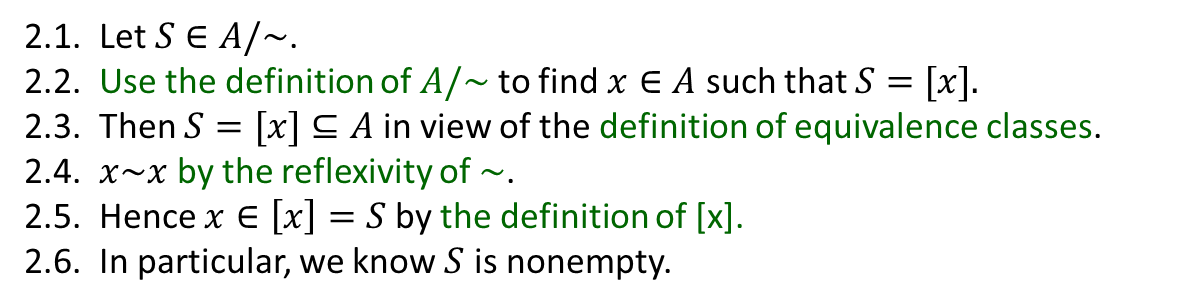 2.1. Let S ∈ A/~.
2.2. Use the definition of A/~ to find x ∈ A such that S = [x].
2.3. Then S = [x] ⊆ A in view of the definition of equivalence classes.
2.4. x~x by the reflexivity of ~.
2.5. Hence x ∈ [x] = S by the definition of [x].
2.6. In particular, we know S is nonempty.